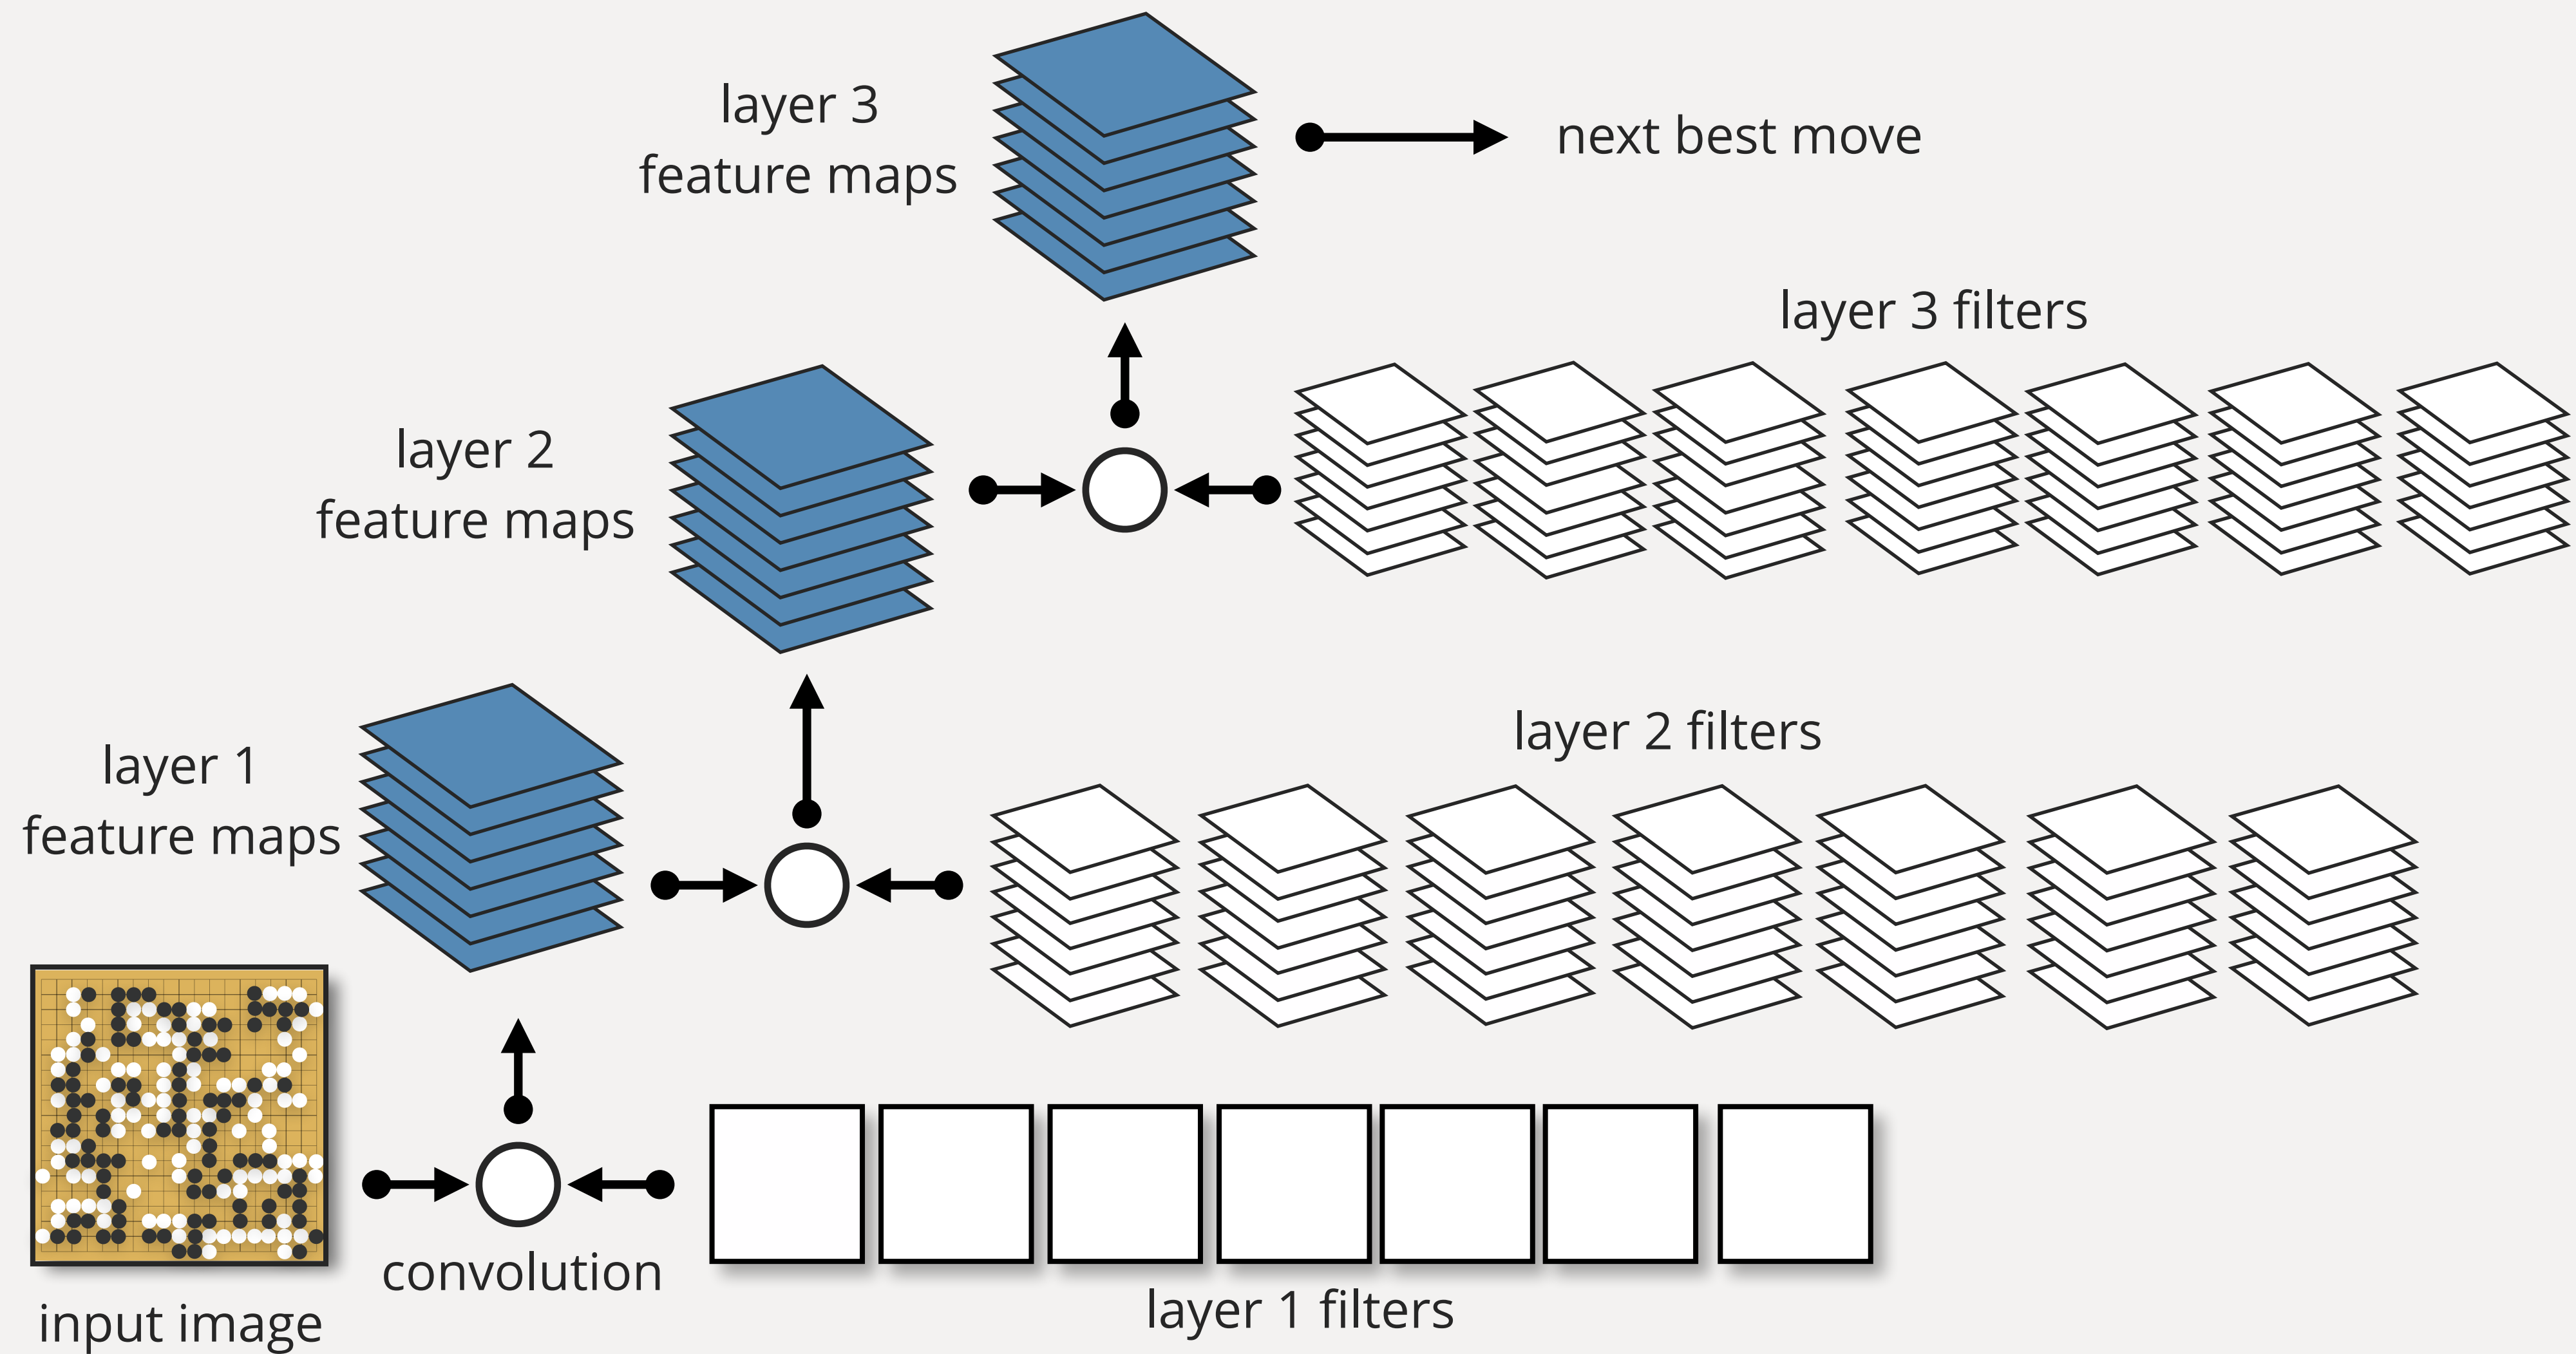 layer 3
feature maps
next best move
layer 3 filters
layer 2
feature maps
layer 2 filters
layer 1
feature maps
convolution
layer 1 filters
input image